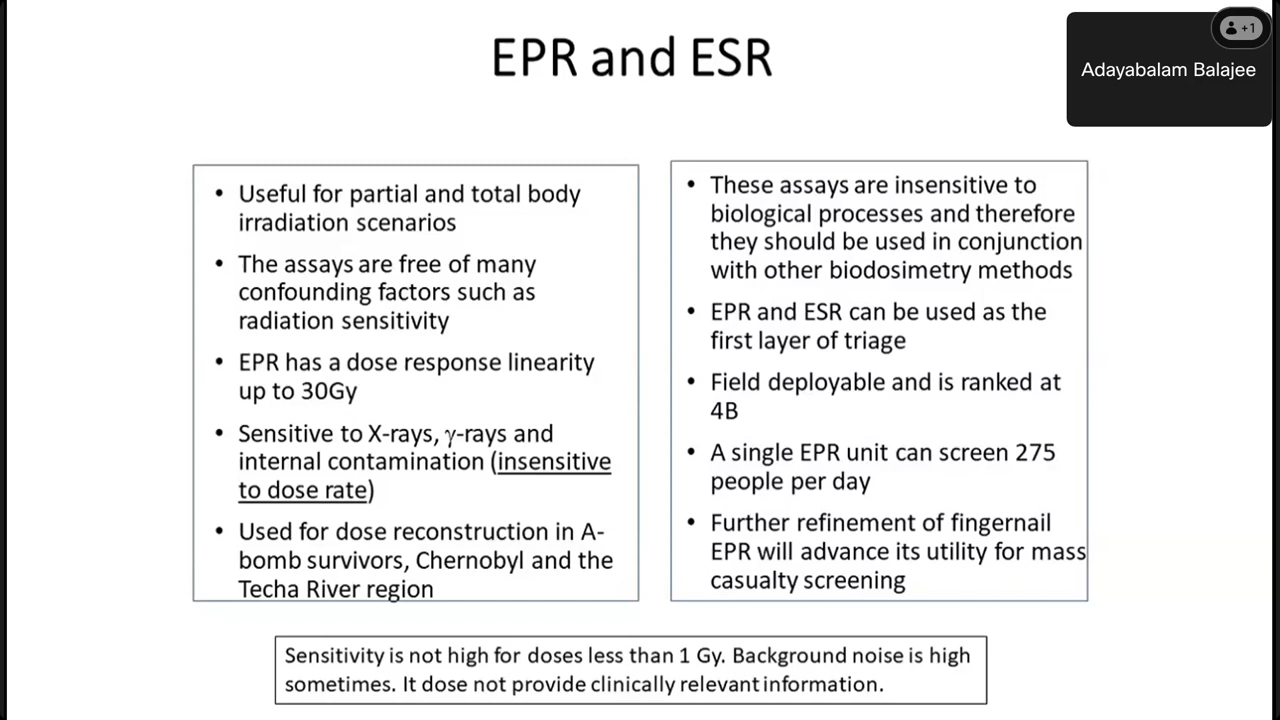 EPR and ESR
+1
Adayabalam Balajee
• Useful for partial and total body
irradiation scenarios
• The assays are free of many
confounding factors such as
radiation sensitivity
• EPR has a dose response linearity
up to 30Gy
• Sensitive to X-rays, γ-rays and
internal contamination (insensitive
to dose rate)
• Used for dose reconstruction in A-
bomb survivors, Chernobyl and the
Techa River region
• These assays are insensitive to
biological processes and therefore
they should be used in conjunction
with other biodosimetry methods
• EPR and ESR can be used as the
first layer of triage
• Field deployable and is ranked at
4B
• A single EPR unit can screen 275
people per day
• Further refinement of fingernail
EPR will advance its utility for mass
casualty screening
Sensitivity is not high for doses less than 1 Gy. Background noise is high
sometimes. It dose not provide clinically relevant information.